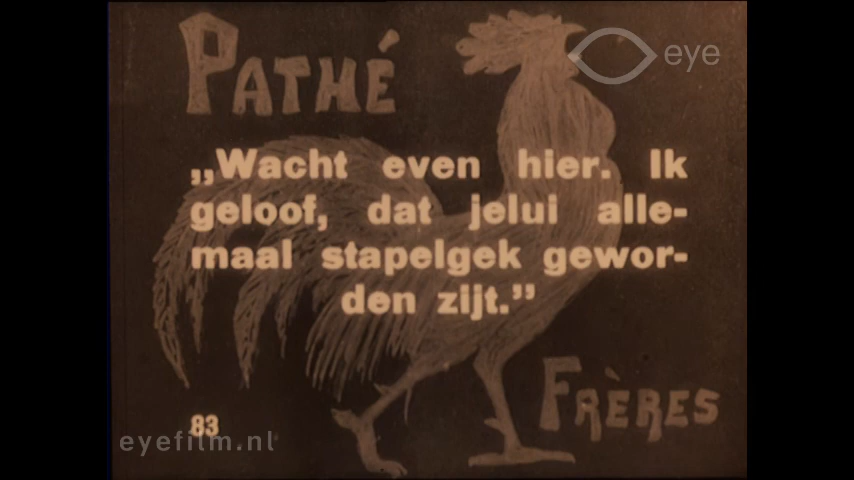 PATHÉ
eye
„Wacht even hier. Ik
geloof, dat jelui alle-
maal stapelgek gewor-
den zijt.”
FRÈRES
83
eyefilm.nl